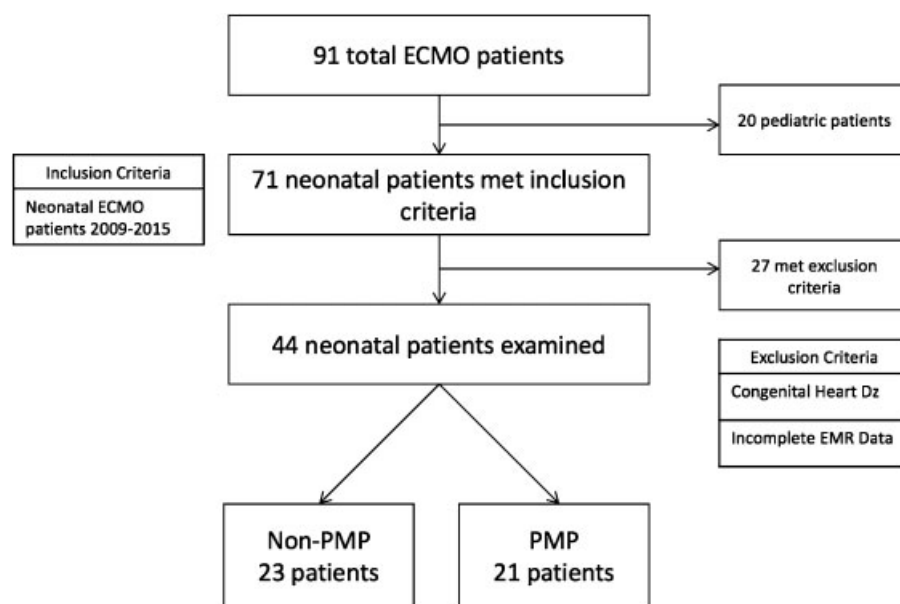 91 total ECMO patients
20 pediatric patients
Inclusion Criteria
Neonatal ECMO
patients 2009-2015
71 neonatal patients met inclusion
criteria
27 met exclusion
criteria
44 neonatal patients examined
Exclusion Criteria
Congenital Heart Dz
Incomplete EMR Data
Non-PMP
23 patients
PMP
21 patients